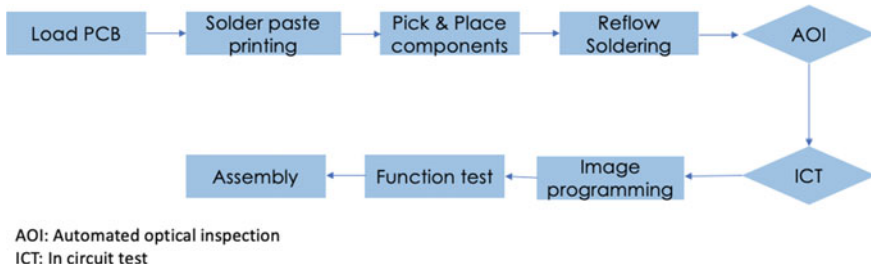 Load PCB
Solder paste
printing
Pick & Place
components
Reflow
Soldering
AOI
Assembly
Function test
Image
programming
ICT
AOI: Automated optical inspection
ICT: In circuit test